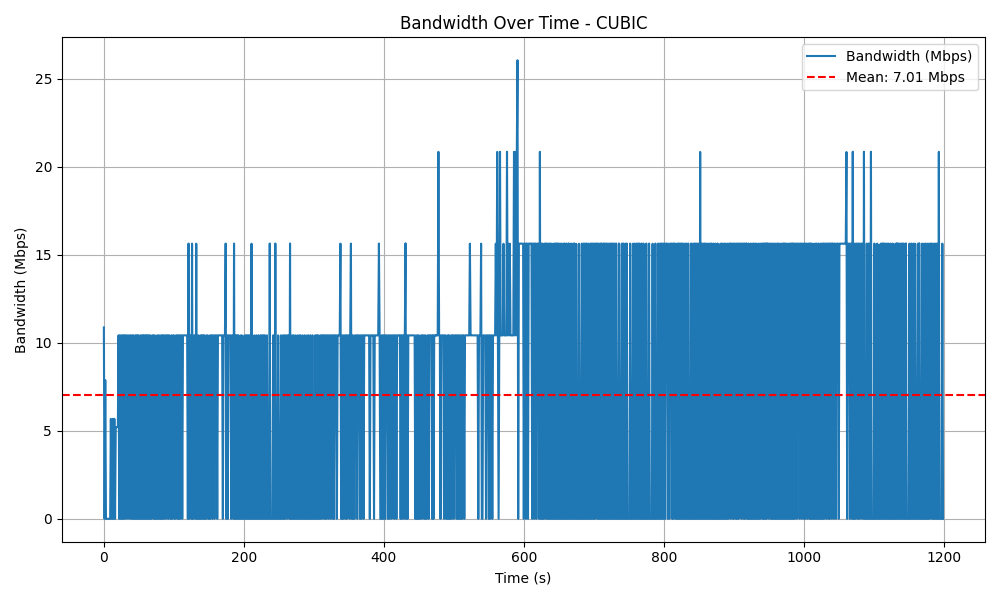 Bandwidth Over Time - CUBIC
Bandwidth (Mbps)
Mean: 7.01 Mbps
Bandwidth (Mbps)
25
20
15
10
5
0
0 200 400 600 800 1000 1200
Time (s)